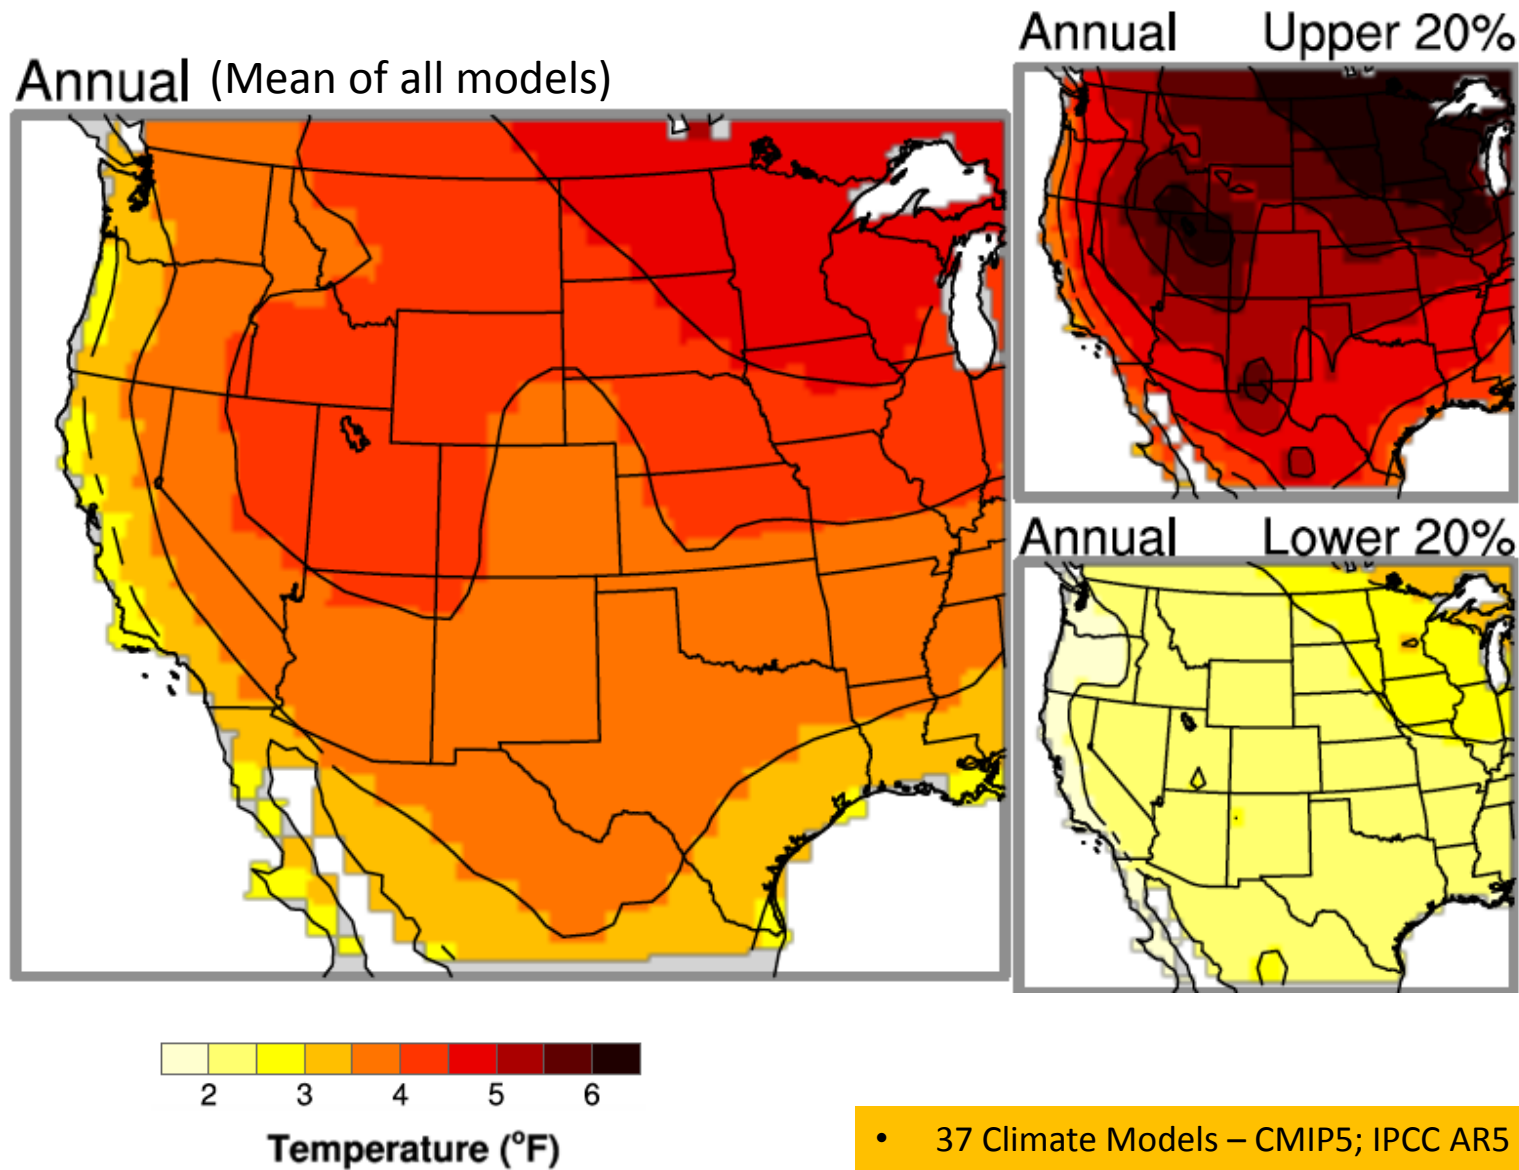 Annual (Mean of all models)
Annual Upper 20%
Annual Lower 20%
2 3 4 5 6
Temperature (°F)
• 37 Climate Models – CMIP5; IPCC AR5